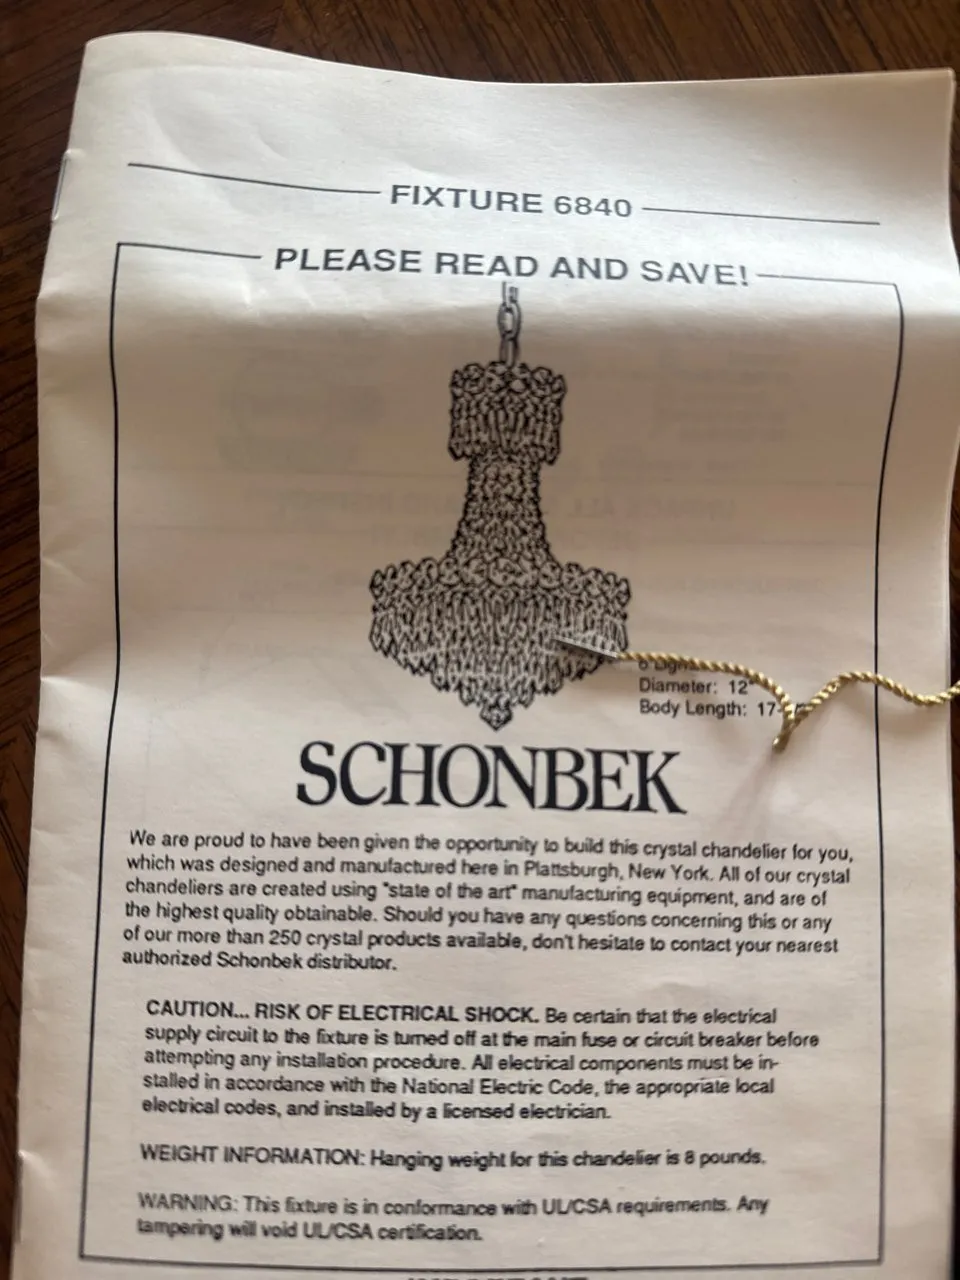 FIXTURE 6840
PLEASE READ AND SAVE!
6
Diameter: 12"
Body Length: 17-
SCHONBEK
We are proud to have been given the opportunity to build this crystal chandelier for you,
which was designed and manufactured here in Plattsburgh, New York. All of our crystal
chandeliers are created using "state of the art" manufacturing equipment, and are of
the highest quality obtainable. Should you have any questions concerning this or any
of our more than 250 crystal products available, don't hesitate to contact your nearest
authorized Schonbek distributor.
CAUTION... RISK OF ELECTRICAL SHOCK. Be certain that the electrical
supply circuit to the fixture is turned off at the main fuse or circuit breaker before
attempting any installation procedure. All electrical components must be in-
stalled in accordance with the National Electric Code, the appropriate local
electrical codes, and installed by a licensed electrician.
WEIGHT INFORMATION: Hanging weight for this chandelier is 8 pounds.
WARNING: This fixture is in conformance with UL/CSA requirements. Any
tampering will void UL/CSA certification.